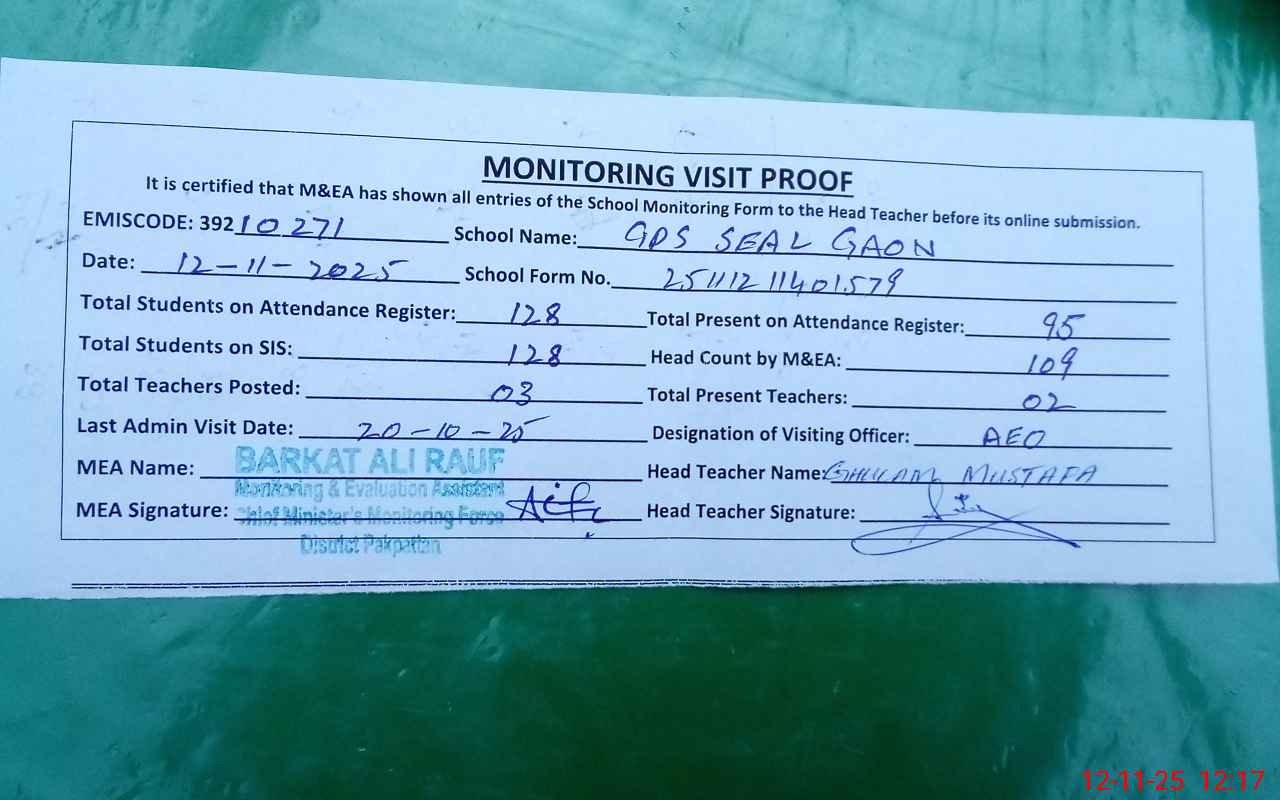 MONITORING VISIT PROOF
It is certified that M&EA has shown all entries of the School Monitoring Form to the Head Teacher before its online submission.
EMISCODE: 39210271 School Name: GPS SEAL GAON
Date: 12-11-2025 School Form No. 25111211401579
Total Students on Attendance Register: 128 Total Present on Attendance Register: 95
Total Students on SIS: 128 Head Count by M&EA: 109
Total Teachers Posted: 03 Total Present Teachers: 02
Last Admin Visit Date: 20-10-25 Designation of Visiting Officer: AEO
MEA Name: BARKAT ALI RAUF Head Teacher Name: GHULAM MUSTAFA
Monitoring & Evaluation Assistant
MEA Signature: Chief Minister's Monitoring Force Head Teacher Signature:
District Pakpattan
12-11-25 12:17